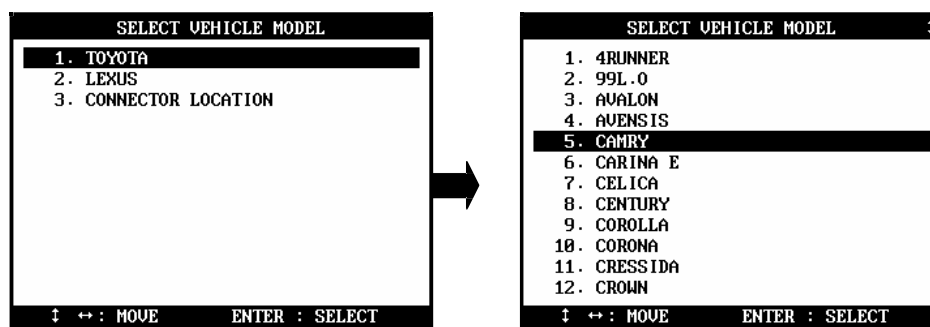 SELECT VEHICLE MODEL
1. TOYOTA
2. LEXUS
3. CONNECTOR LOCATION
↕ ↔ : MOVE ENTER : SELECT
SELECT VEHICLE MODEL
1. 4RUNNER
2. 99L.0
3. AVALON
4. AVENSIS
5. CAMRY
6. CARINA E
7. CELICA
8. CENTURY
9. COROLLA
10. CORONA
11. CRESSIDA
12. CROWN
↕ ↔ : MOVE ENTER : SELECT